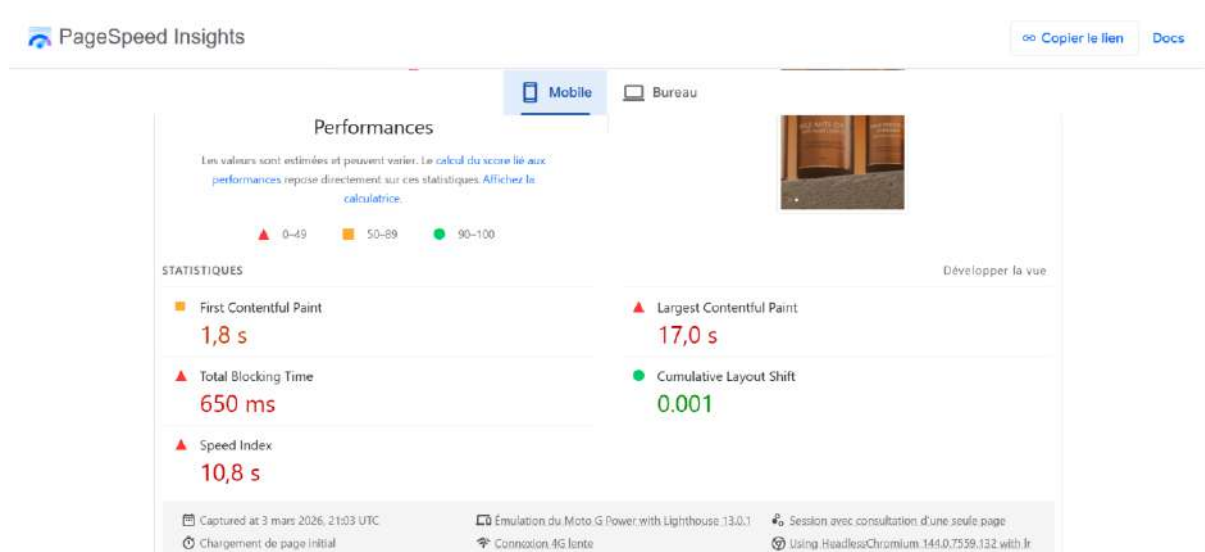 PageSpeed Insights
Copier le lien
Docs
Mobile
Bureau
Performances
Les valeurs sont estimées et peuvent varier. Le calcul du score lié aux
performances repose directement sur ces statistiques. Affichez la
calculatrice.
0–49
50–89
90–100
STATISTIQUES
Développer la vue
First Contentful Paint
1,8 s
Largest Contentful Paint
17,0 s
Total Blocking Time
650 ms
Cumulative Layout Shift
0.001
Speed Index
10,8 s
Captured at 3 mars 2026, 21:03 UTC
Émulation du Moto G Power with Lighthouse 13.0.1
Session avec consultation d'une seule page
Chargement de page initial
Connexion 4G lente
Using HeadlessChromium 144.0.7559.132 with lr